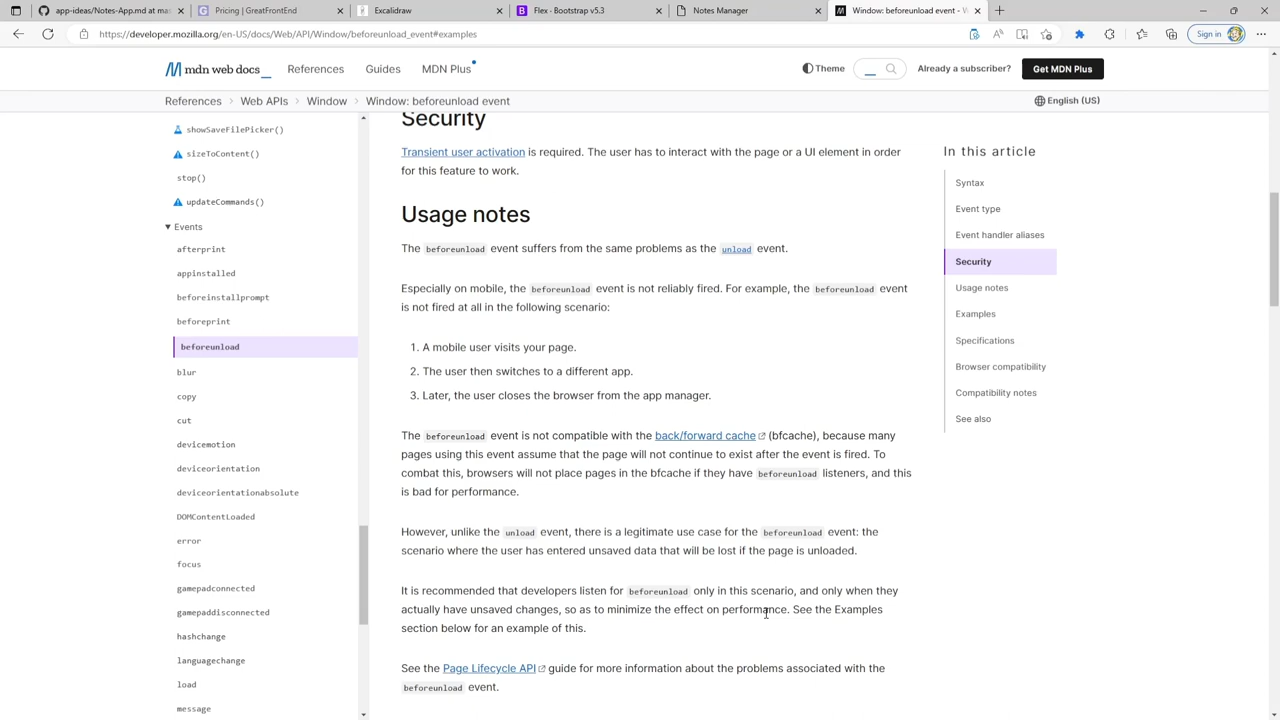 app-ideas/Notes-App.md at mas
Pricing | GreatFrontEnd
Excalidraw
Flex - Bootstrap v5.3
Notes Manager
Window: beforeunload event - W
https://developer.mozilla.org/en-US/docs/Web/API/Window/beforeunload_event#examples
Sign in
mdn web docs_
References
Guides
MDN Plus
Theme
Already a subscriber?
Get MDN Plus
References > Web APIs > Window > Window: beforeunload event
English (US)
showSaveFilePicker()
sizeToContent()
stop()
updateCommands()
Events
afterprint
appinstalled
beforeinstallprompt
beforeprint
beforeunload
blur
copy
cut
devicemotion
deviceorientation
deviceorientationabsolute
DOMContentLoaded
error
focus
gamepadconnected
gamepaddisconnected
hashchange
languagechange
load
message
Security
Transient user activation is required. The user has to interact with the page or a UI element in order
for this feature to work.
Usage notes
The beforeunload event suffers from the same problems as the unload event.
Especially on mobile, the beforeunload event is not reliably fired. For example, the beforeunload event
is not fired at all in the following scenario:
1. A mobile user visits your page.
2. The user then switches to a different app.
3. Later, the user closes the browser from the app manager.
The beforeunload event is not compatible with the back/forward cache (bfcache), because many
pages using this event assume that the page will not continue to exist after the event is fired. To
combat this, browsers will not place pages in the bfcache if they have beforeunload listeners, and this
is bad for performance.
However, unlike the unload event, there is a legitimate use case for the beforeunload event: the
scenario where the user has entered unsaved data that will be lost if the page is unloaded.
It is recommended that developers listen for beforeunload only in this scenario, and only when they
actually have unsaved changes, so as to minimize the effect on performance. See the Examples
section below for an example of this.
See the Page Lifecycle API guide for more information about the problems associated with the
beforeunload event.
In this article
Syntax
Event type
Event handler aliases
Security
Usage notes
Examples
Specifications
Browser compatibility
Compatibility notes
See also